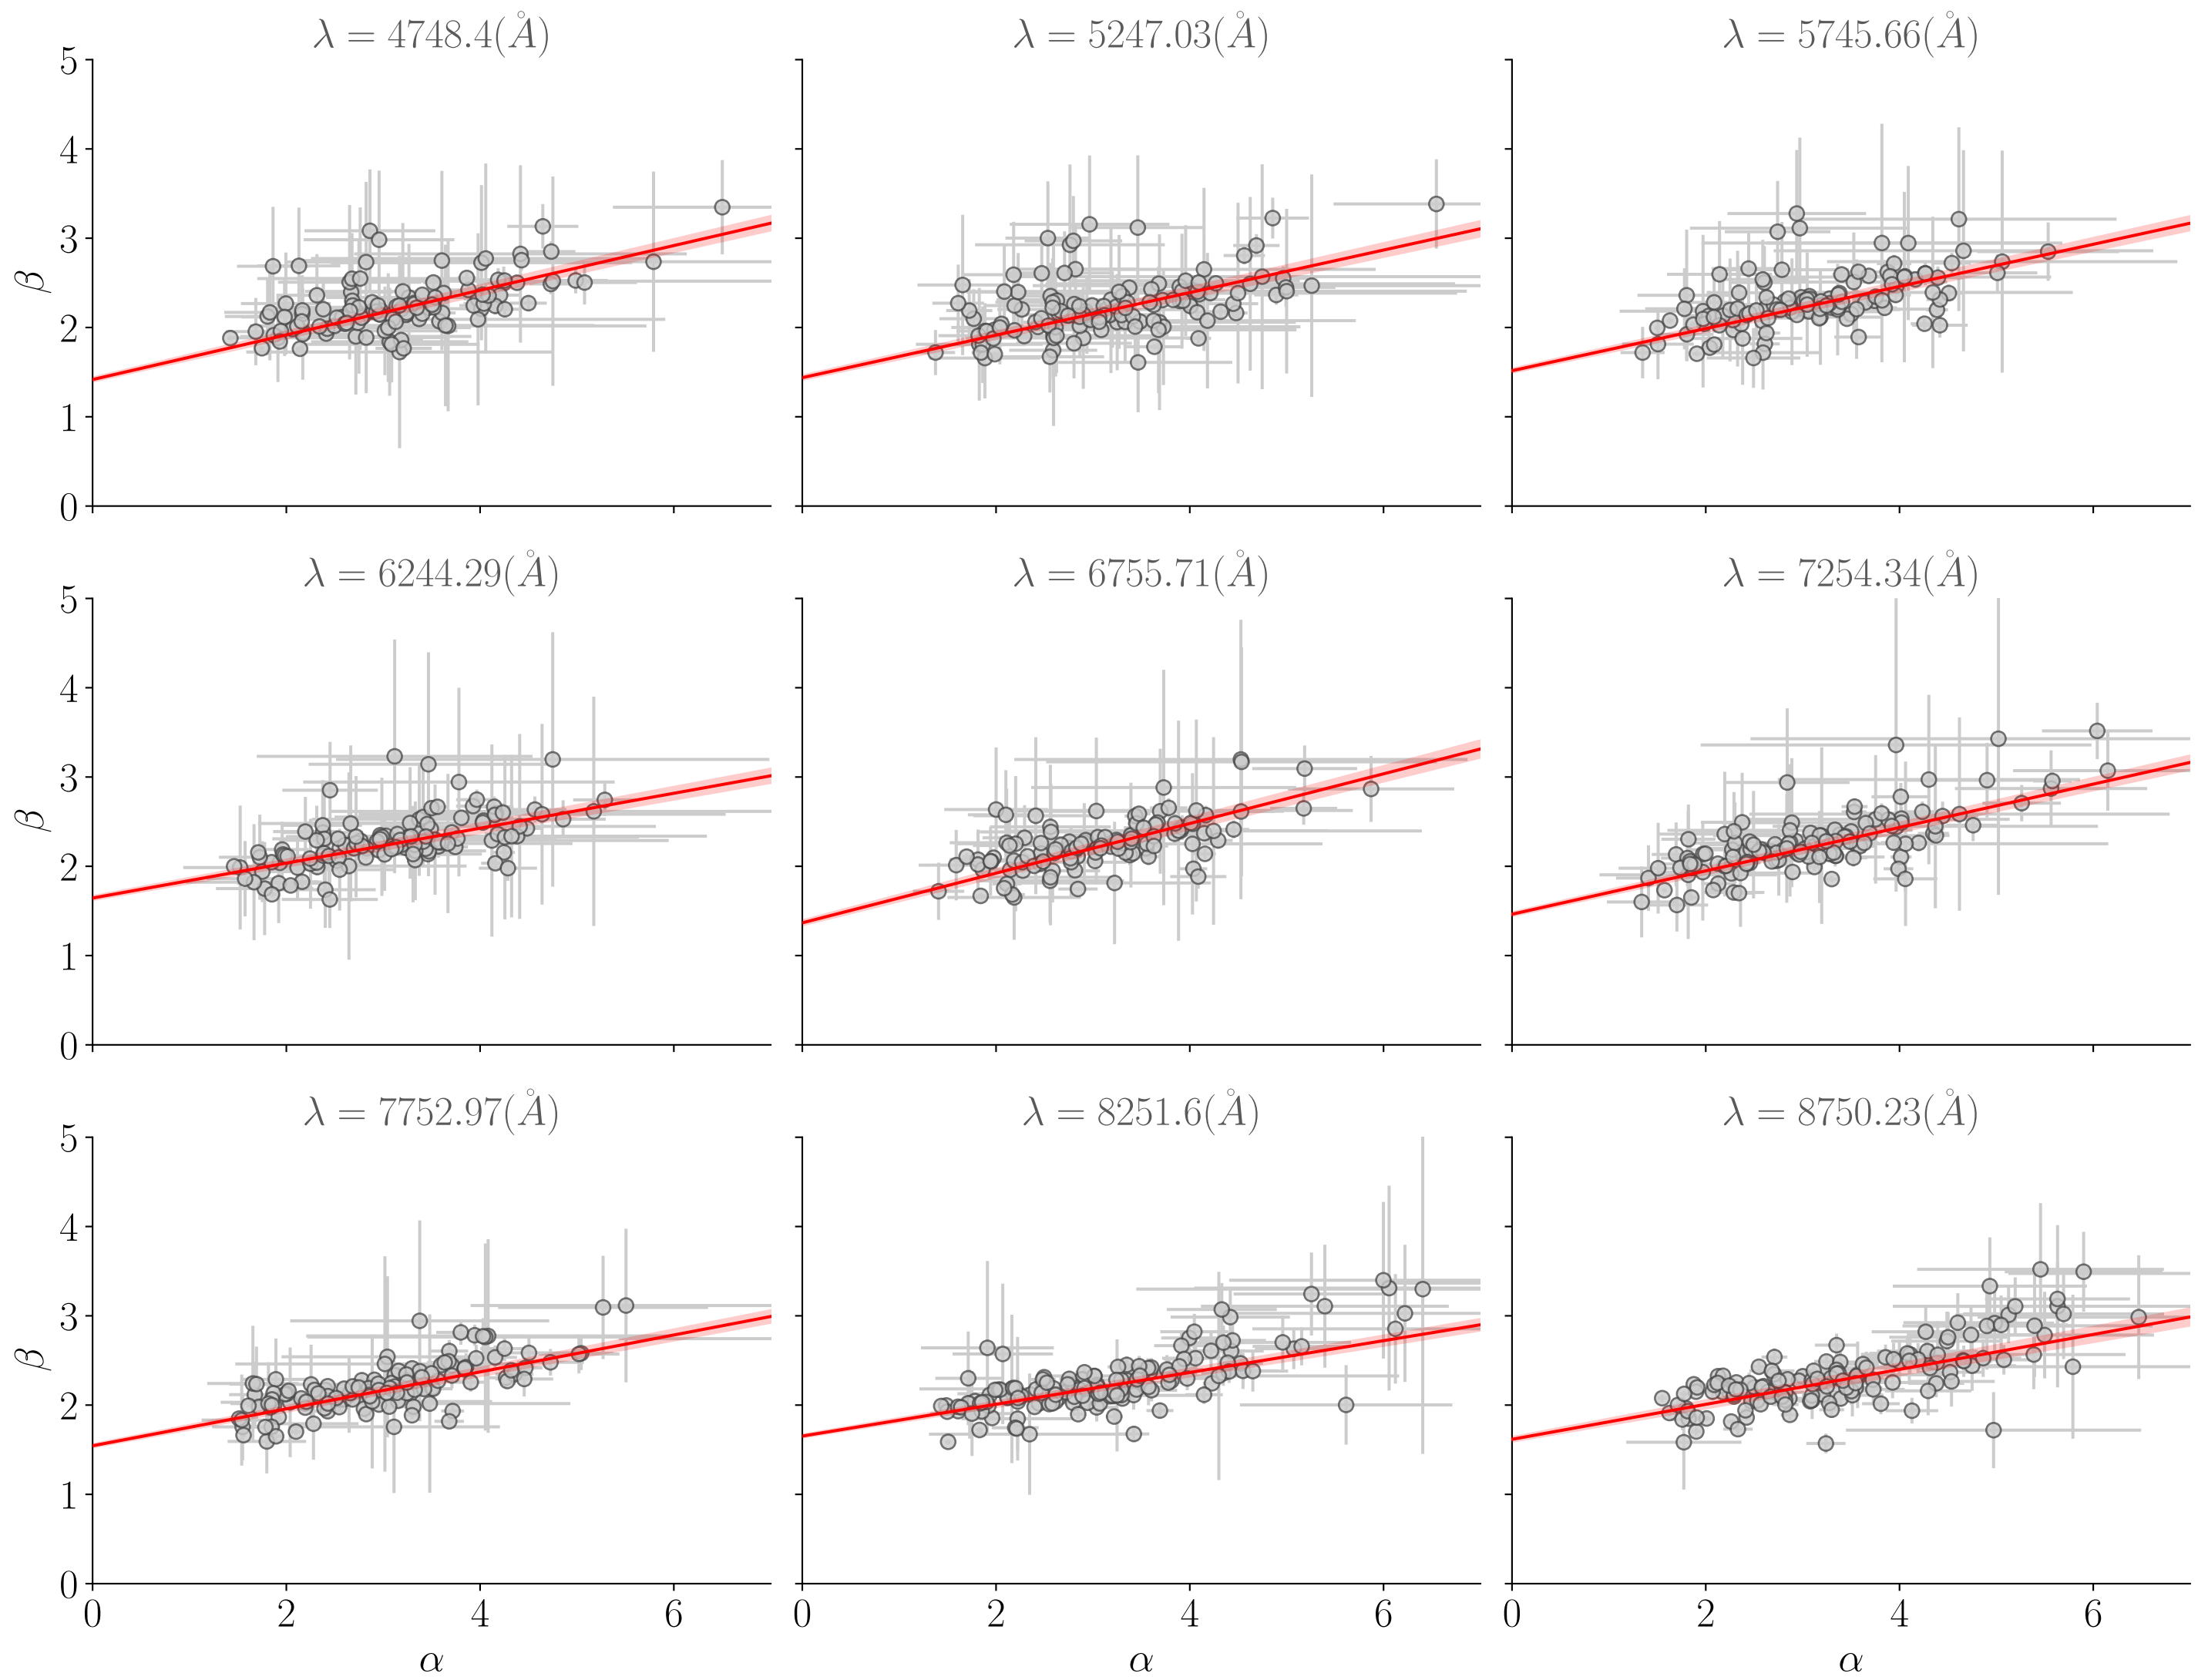 λ = 4748.4(Å) λ = 5247.03(Å) λ = 5745.66(Å)
5
4
3
β
2
1
0
λ = 6244.29(Å) λ = 6755.71(Å) λ = 7254.34(Å)
5
4
3
β
2
1
0
λ = 7752.97(Å) λ = 8251.6(Å) λ = 8750.23(Å)
5
4
3
β
2
1
0
0 2 4 6 0 2 4 6 0 2 4 6
α α α